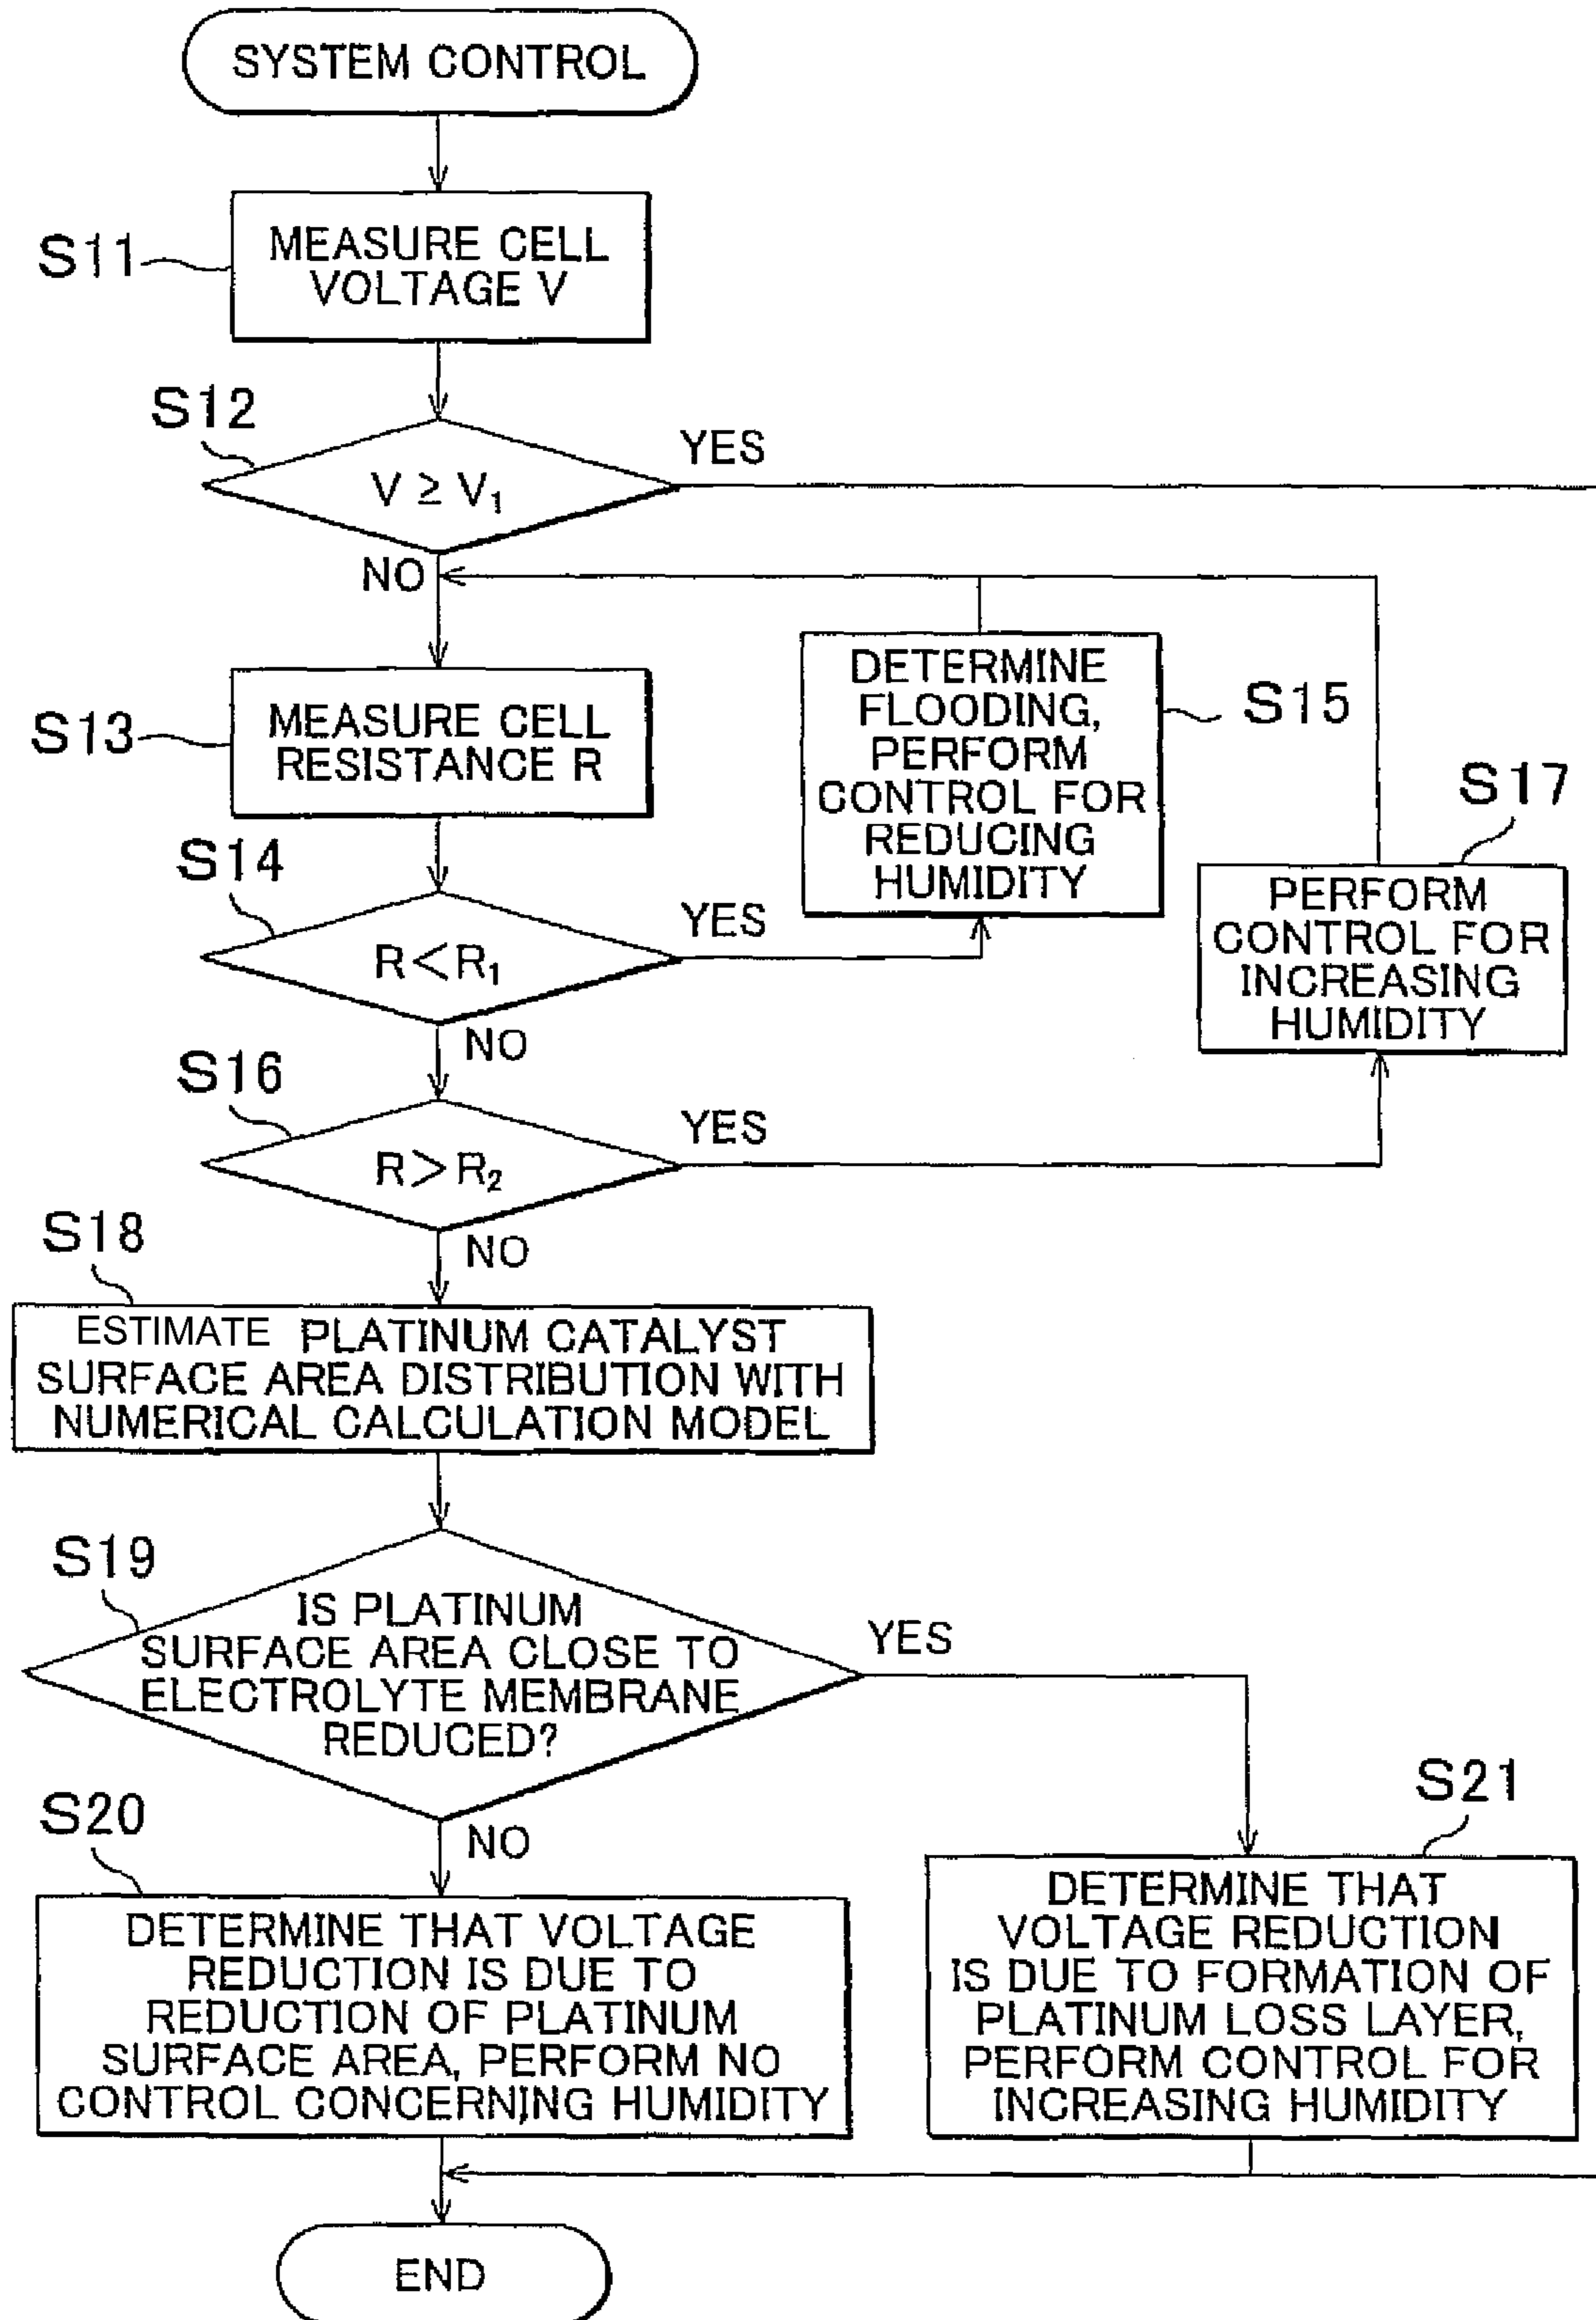 SYSTEM CONTROL
S11
MEASURE CELL
VOLTAGE V
S12
V ≥ V₁
YES
NO
S13
MEASURE CELL
RESISTANCE R
DETERMINE
FLOODING,
PERFORM
CONTROL FOR
REDUCING
HUMIDITY
S15
S14
R < R₁
YES
NO
S17
PERFORM
CONTROL FOR
INCREASING
HUMIDITY
S16
R > R₂
YES
NO
S18
ESTIMATE PLATINUM CATALYST
SURFACE AREA DISTRIBUTION WITH
NUMERICAL CALCULATION MODEL
S19
IS PLATINUM
SURFACE AREA CLOSE TO
ELECTROLYTE MEMBRANE
REDUCED?
YES
NO
S20
DETERMINE THAT VOLTAGE
REDUCTION IS DUE TO
REDUCTION OF PLATINUM
SURFACE AREA, PERFORM NO
CONTROL CONCERNING HUMIDITY
S21
DETERMINE THAT
VOLTAGE REDUCTION
IS DUE TO FORMATION OF
PLATINUM LOSS LAYER,
PERFORM CONTROL FOR
INCREASING HUMIDITY
END